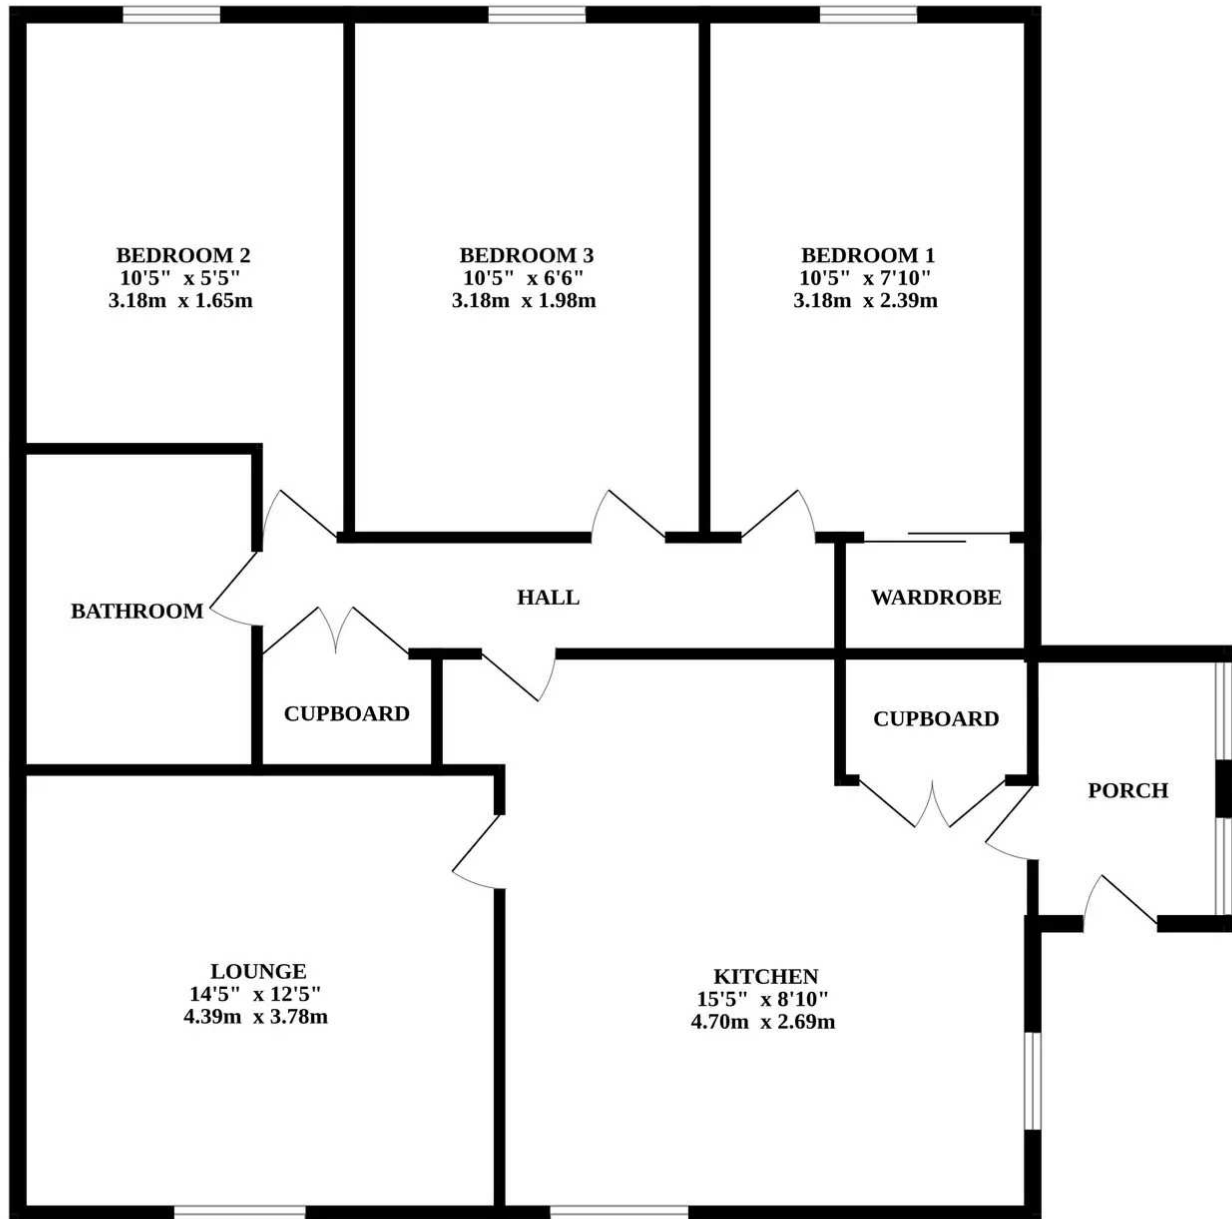 BEDROOM 2
10'5" x 5'5"
3.18m x 1.65m
BEDROOM 3
10'5" x 6'6"
3.18m x 1.98m
BEDROOM 1
10'5" x 7'10"
3.18m x 2.39m
BATHROOM
HALL
WARDROBE
CUPBOARD
CUPBOARD
PORCH
LOUNGE
14'5" x 12'5"
4.39m x 3.78m
KITCHEN
15'5" x 8'10"
4.70m x 2.69m